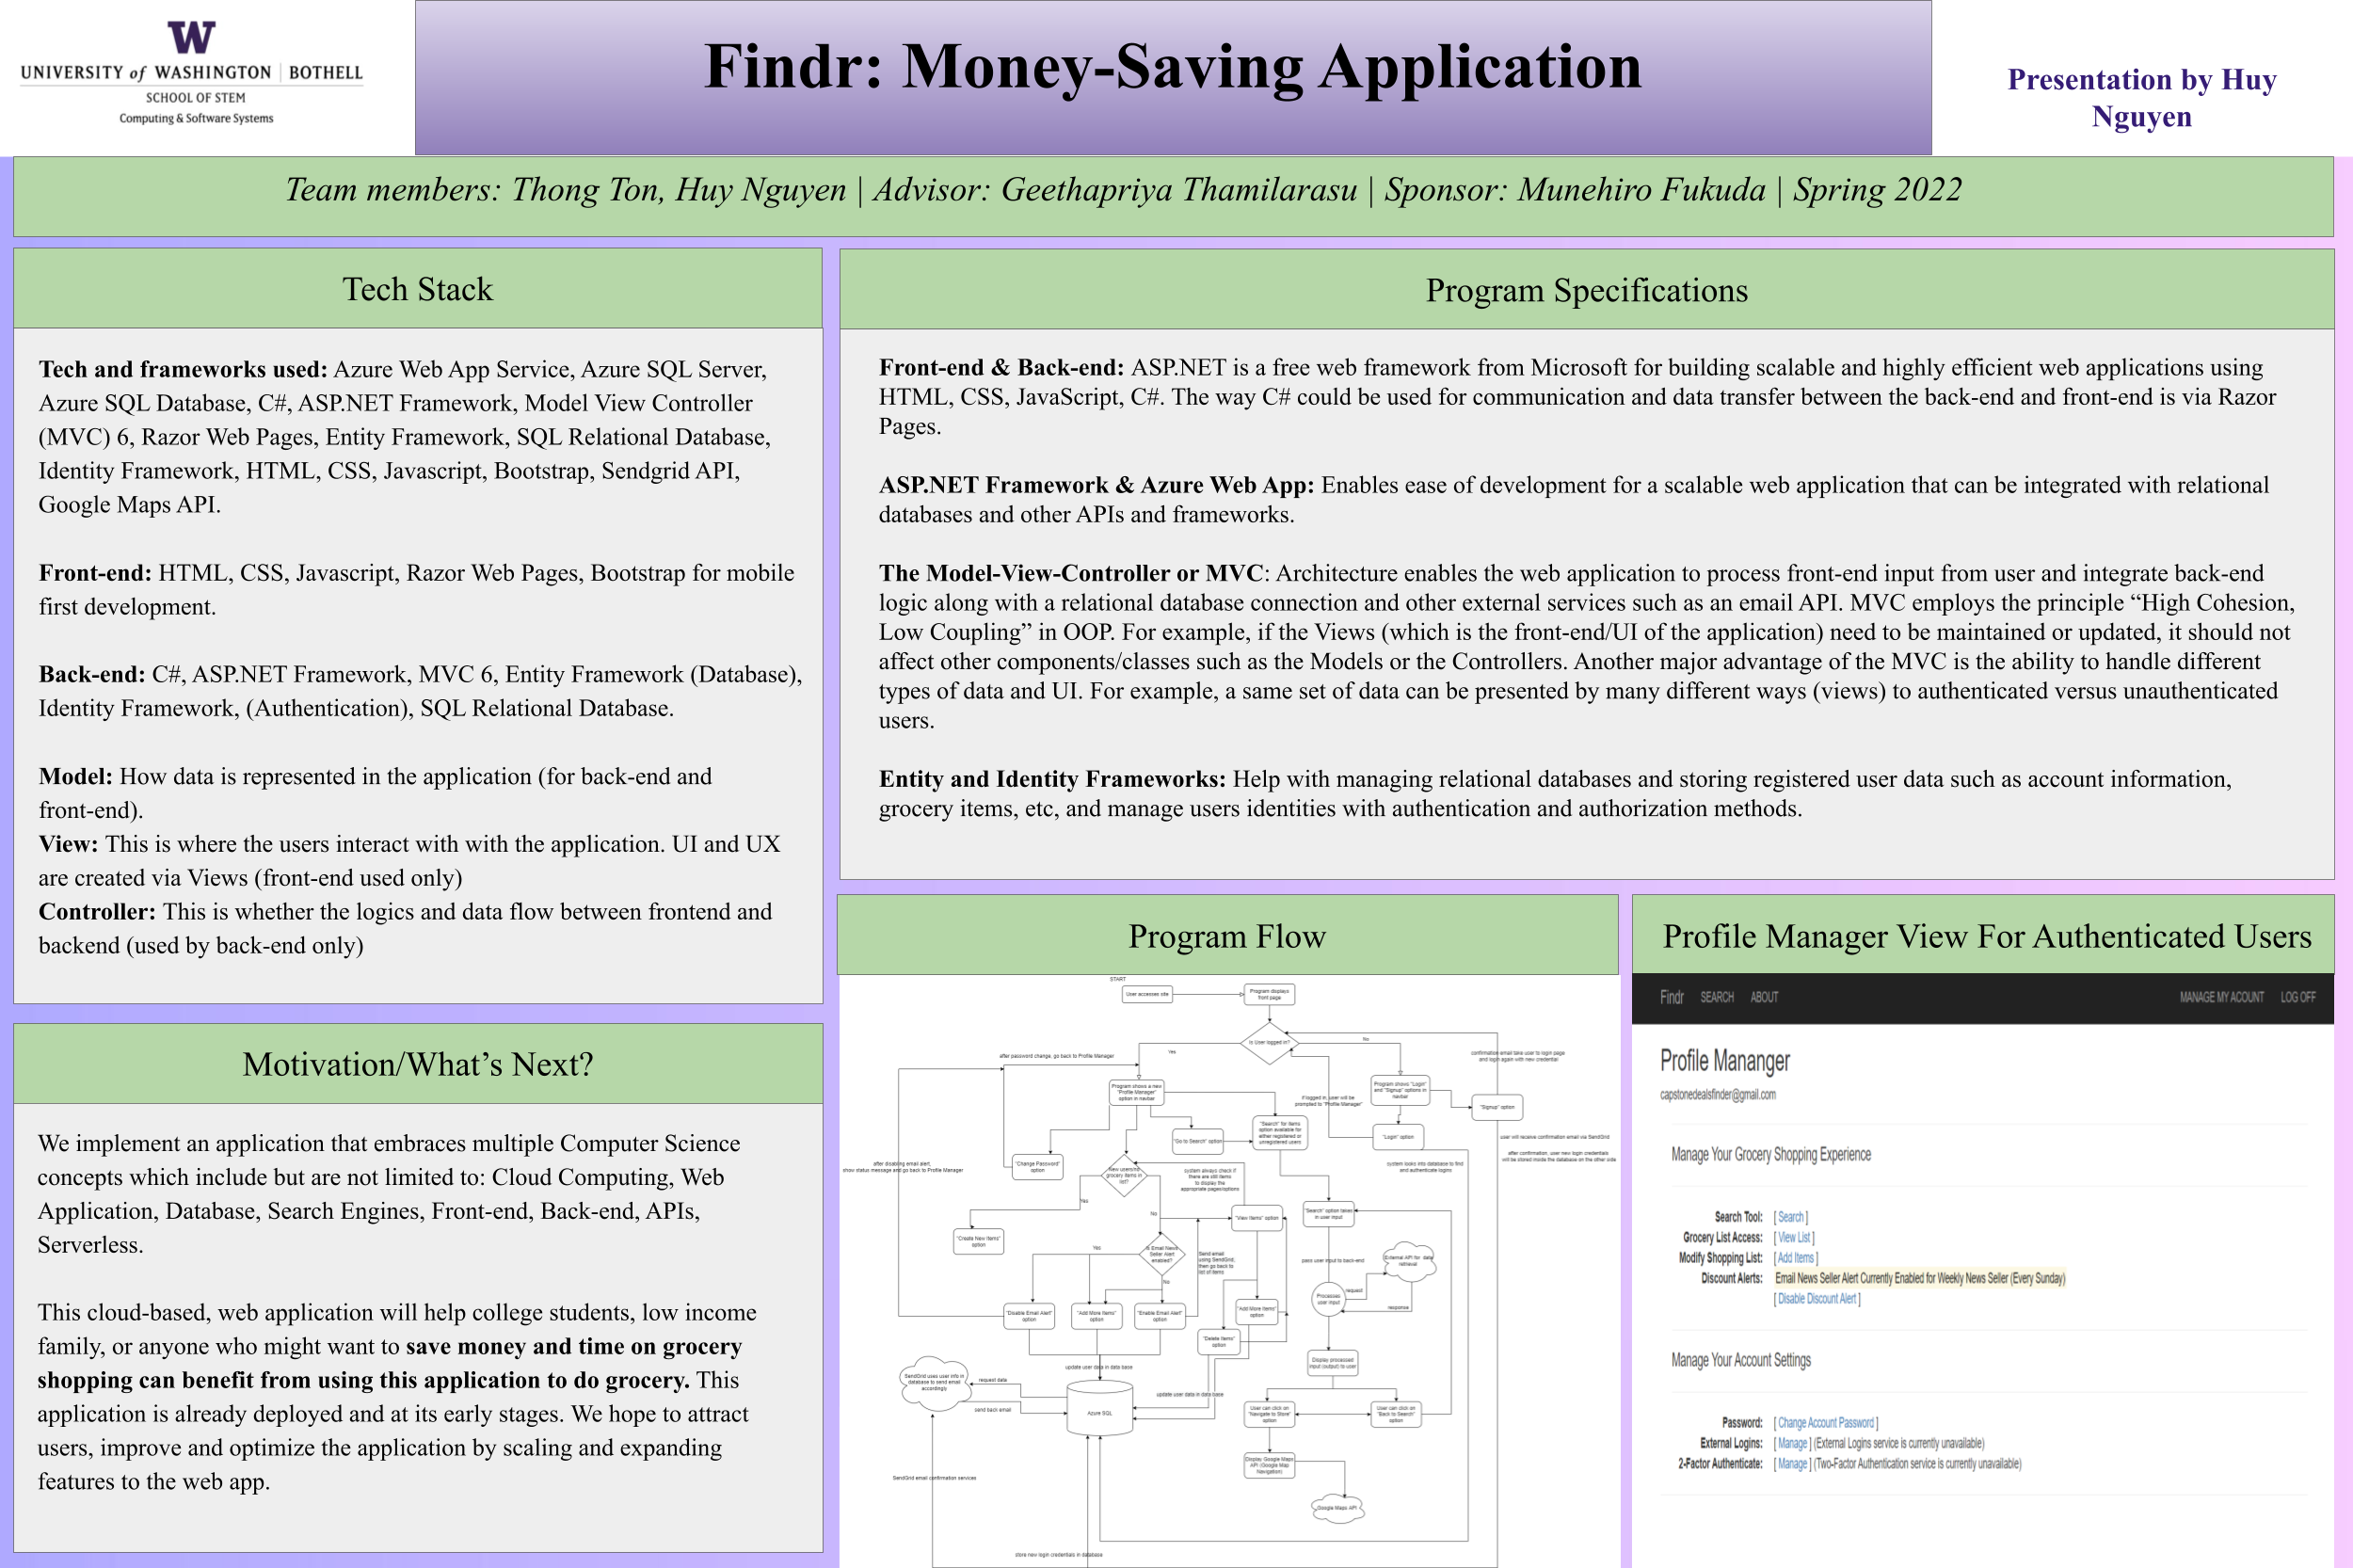 W
UNIVERSITY of WASHINGTON | BOTHELL
SCHOOL OF STEM
Computing & Software Systems
Findr: Money-Saving Application
Presentation by Huy
Nguyen
Team members: Thong Ton, Huy Nguyen | Advisor: Geethapriya Thamilarasu | Sponsor: Munehiro Fukuda | Spring 2022
Tech Stack
Tech and frameworks used: Azure Web App Service, Azure SQL Server,
Azure SQL Database, C#, ASP.NET Framework, Model View Controller
(MVC) 6, Razor Web Pages, Entity Framework, SQL Relational Database,
Identity Framework, HTML, CSS, Javascript, Bootstrap, Sendgrid API,
Google Maps API.
Front-end: HTML, CSS, Javascript, Razor Web Pages, Bootstrap for mobile
first development.
Back-end: C#, ASP.NET Framework, MVC 6, Entity Framework (Database),
Identity Framework, (Authentication), SQL Relational Database.
Model: How data is represented in the application (for back-end and
front-end).
View: This is where the users interact with with the application. UI and UX
are created via Views (front-end used only)
Controller: This is whether the logics and data flow between frontend and
backend (used by back-end only)
Motivation/What’s Next?
We implement an application that embraces multiple Computer Science
concepts which include but are not limited to: Cloud Computing, Web
Application, Database, Search Engines, Front-end, Back-end, APIs,
Serverless.
This cloud-based, web application will help college students, low income
family, or anyone who might want to save money and time on grocery
shopping can benefit from using this application to do grocery. This
application is already deployed and at its early stages. We hope to attract
users, improve and optimize the application by scaling and expanding
features to the web app.
Program Specifications
Front-end & Back-end: ASP.NET is a free web framework from Microsoft for building scalable and highly efficient web applications using
HTML, CSS, JavaScript, C#. The way C# could be used for communication and data transfer between the back-end and front-end is via Razor
Pages.
ASP.NET Framework & Azure Web App: Enables ease of development for a scalable web application that can be integrated with relational
databases and other APIs and frameworks.
The Model-View-Controller or MVC: Architecture enables the web application to process front-end input from user and integrate back-end
logic along with a relational database connection and other external services such as an email API. MVC employs the principle “High Cohesion,
Low Coupling” in OOP. For example, if the Views (which is the front-end/UI of the application) need to be maintained or updated, it should not
affect other components/classes such as the Models or the Controllers. Another major advantage of the MVC is the ability to handle different
types of data and UI. For example, a same set of data can be presented by many different ways (views) to authenticated versus unauthenticated
users.
Entity and Identity Frameworks: Help with managing relational databases and storing registered user data such as account information,
grocery items, etc, and manage users identities with authentication and authorization methods.
Program Flow
START
User accesses site
Program displays
front page
Is User logged in?
Yes
No
after password change, go back to Profile Manager
confirmation email take user to login page
and login again with new credential
Program shows a new
"Profile Manager"
option in navbar
Program shows "Login"
and "Signup" options in
navbar
if logged in, user will be
prompted to "Profile Manager"
"Signup" option
"Search" for items
option available for
either registered or
unregistered users
"Go to Search" option
"Login" option
user will receive confirmation email via SendGrid
after confirmation, user new login credentials
will be stored inside the database on the other side
after disabling email alert,
show status message and go back to Profile Manager
"Change Password"
option
New users/no
grocery items in
list?
system always check if
there are still items
to display the
appropriate pages/options
system looks into database to find
and authenticate logins
Yes
No
"View Items" option
"Search" option takes
in user input
"Create New Items"
option
Yes
Is Email News
Seller Alert
enabled?
No
Send email
using SendGrid,
then go back to
list of items
pass user input to back-end
External API for data
retrieval
request
response
Processes
user input
"Disable Email Alert"
option
"Add More Items"
option
"Enable Email Alert"
option
"Add More Items"
option
"Delete Items"
option
Display processed
input (output) to user
update user data in data base
SendGrid uses user info in
database to send email
accordingly
request data
send back email
Azure SQL
update user data in data base
User can click on
"Navigate to Store"
option
User can click on
"Back to Search"
option
Display Google Maps
API (Google Map
Navigation)
Google Maps API
SendGrid email confirmation services
store new login credentials in database
Profile Manager View For Authenticated Users
Findr SEARCH ABOUT MANAGE MY ACOUNT LOG OFF
Profile Mananger
capstonedealsfinder@gmail.com
Manage Your Grocery Shopping Experience
Search Tool: [ Search ]
Grocery List Access: [ View List ]
Modify Shopping List: [ Add Items ]
Discount Alerts: Email News Seller Alert Currently Enabled for Weekly News Seller (Every Sunday)
[ Disable Discount Alert ]
Manage Your Account Settings
Password: [ Change Account Password ]
External Logins: [ Manage ] (External Logins service is currently unavailable)
2-Factor Authenticate: [ Manage ] (Two-Factor Authentication service is currently unavailable)